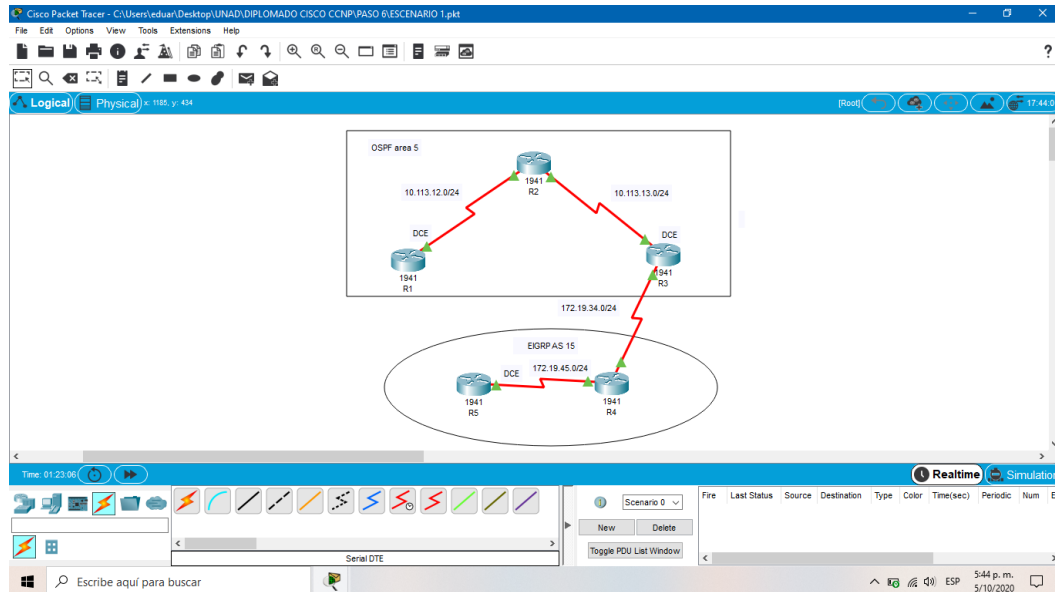 Cisco Packet Tracer - C:\Users\eduar\Desktop\UNAD\DIPLOMADO CISCO CCNP\PASO 6\ESCENARIO 1.pkt
File Edit Options View Tools Extensions Help
?
Logical Physical x: 1185, y: 434 [Root] 17:44:0
OSPF area 5
1941
R2
10.113.12.0/24
10.113.13.0/24
DCE
DCE
1941
R1
1941
R3
172.19.34.0/24
EIGRP AS 15
172.19.45.0/24
DCE
1941
R5
1941
R4
Time: 01:23:06 Realtime Simulation
Scenario 0
Fire Last Status Source Destination Type Color Time(sec) Periodic Num E
New Delete
Toggle PDU List Window
Serial DTE
Escribe aquí para buscar
ESP
5:44 p. m.
5/10/2020